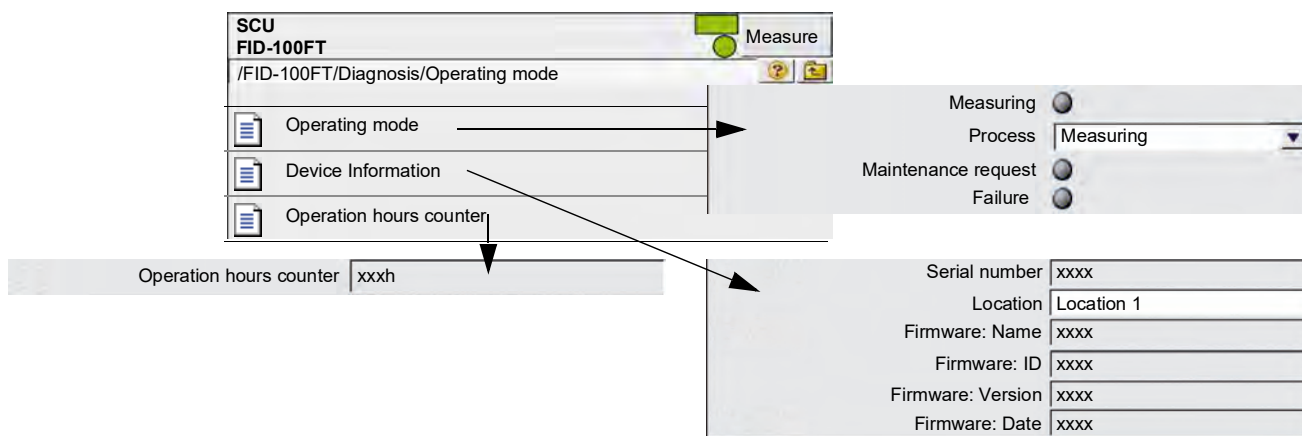 SCU
FID-100FT
Measure
/FID-100FT/Diagnosis/Operating mode
?
Operating mode
Device Information
Operation hours counter
Measuring
Process Measuring
Maintenance request
Failure
Operation hours counter xxxh
Serial number xxxx
Location Location 1
Firmware: Name xxxx
Firmware: ID xxxx
Firmware: Version xxxx
Firmware: Date xxxx